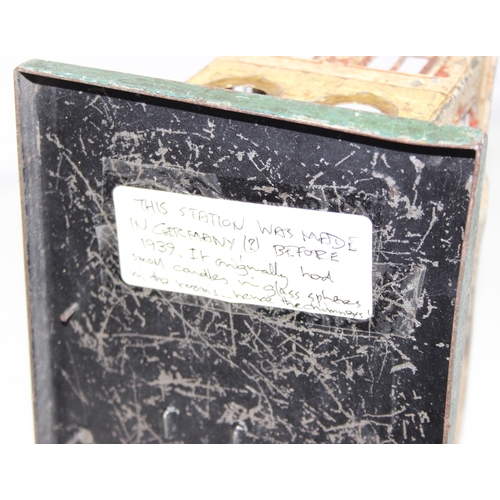 THIS STATION WAS MADE
IN GERMANY (?) BEFORE
1939. It originally had
small candles in glass spheres
in the rooms - hence the chimneys!